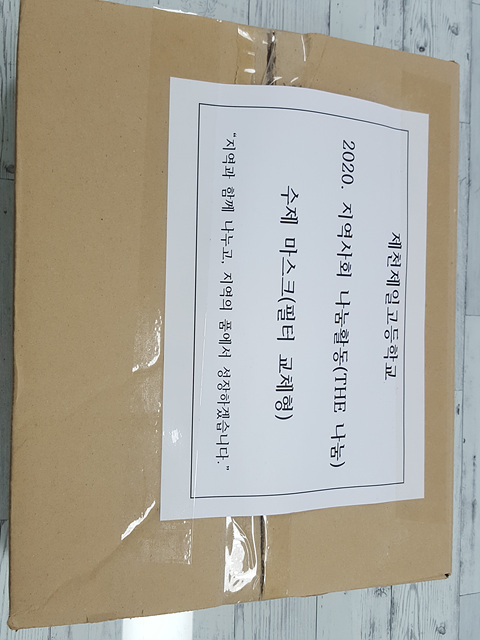 제천제일고등학교
2020. 지역사회 나눔활동(THE 나눔)
수제 마스크(필터 교체형)
"지역과 함께 나누고, 지역의 품에서 성장하겠습니다."